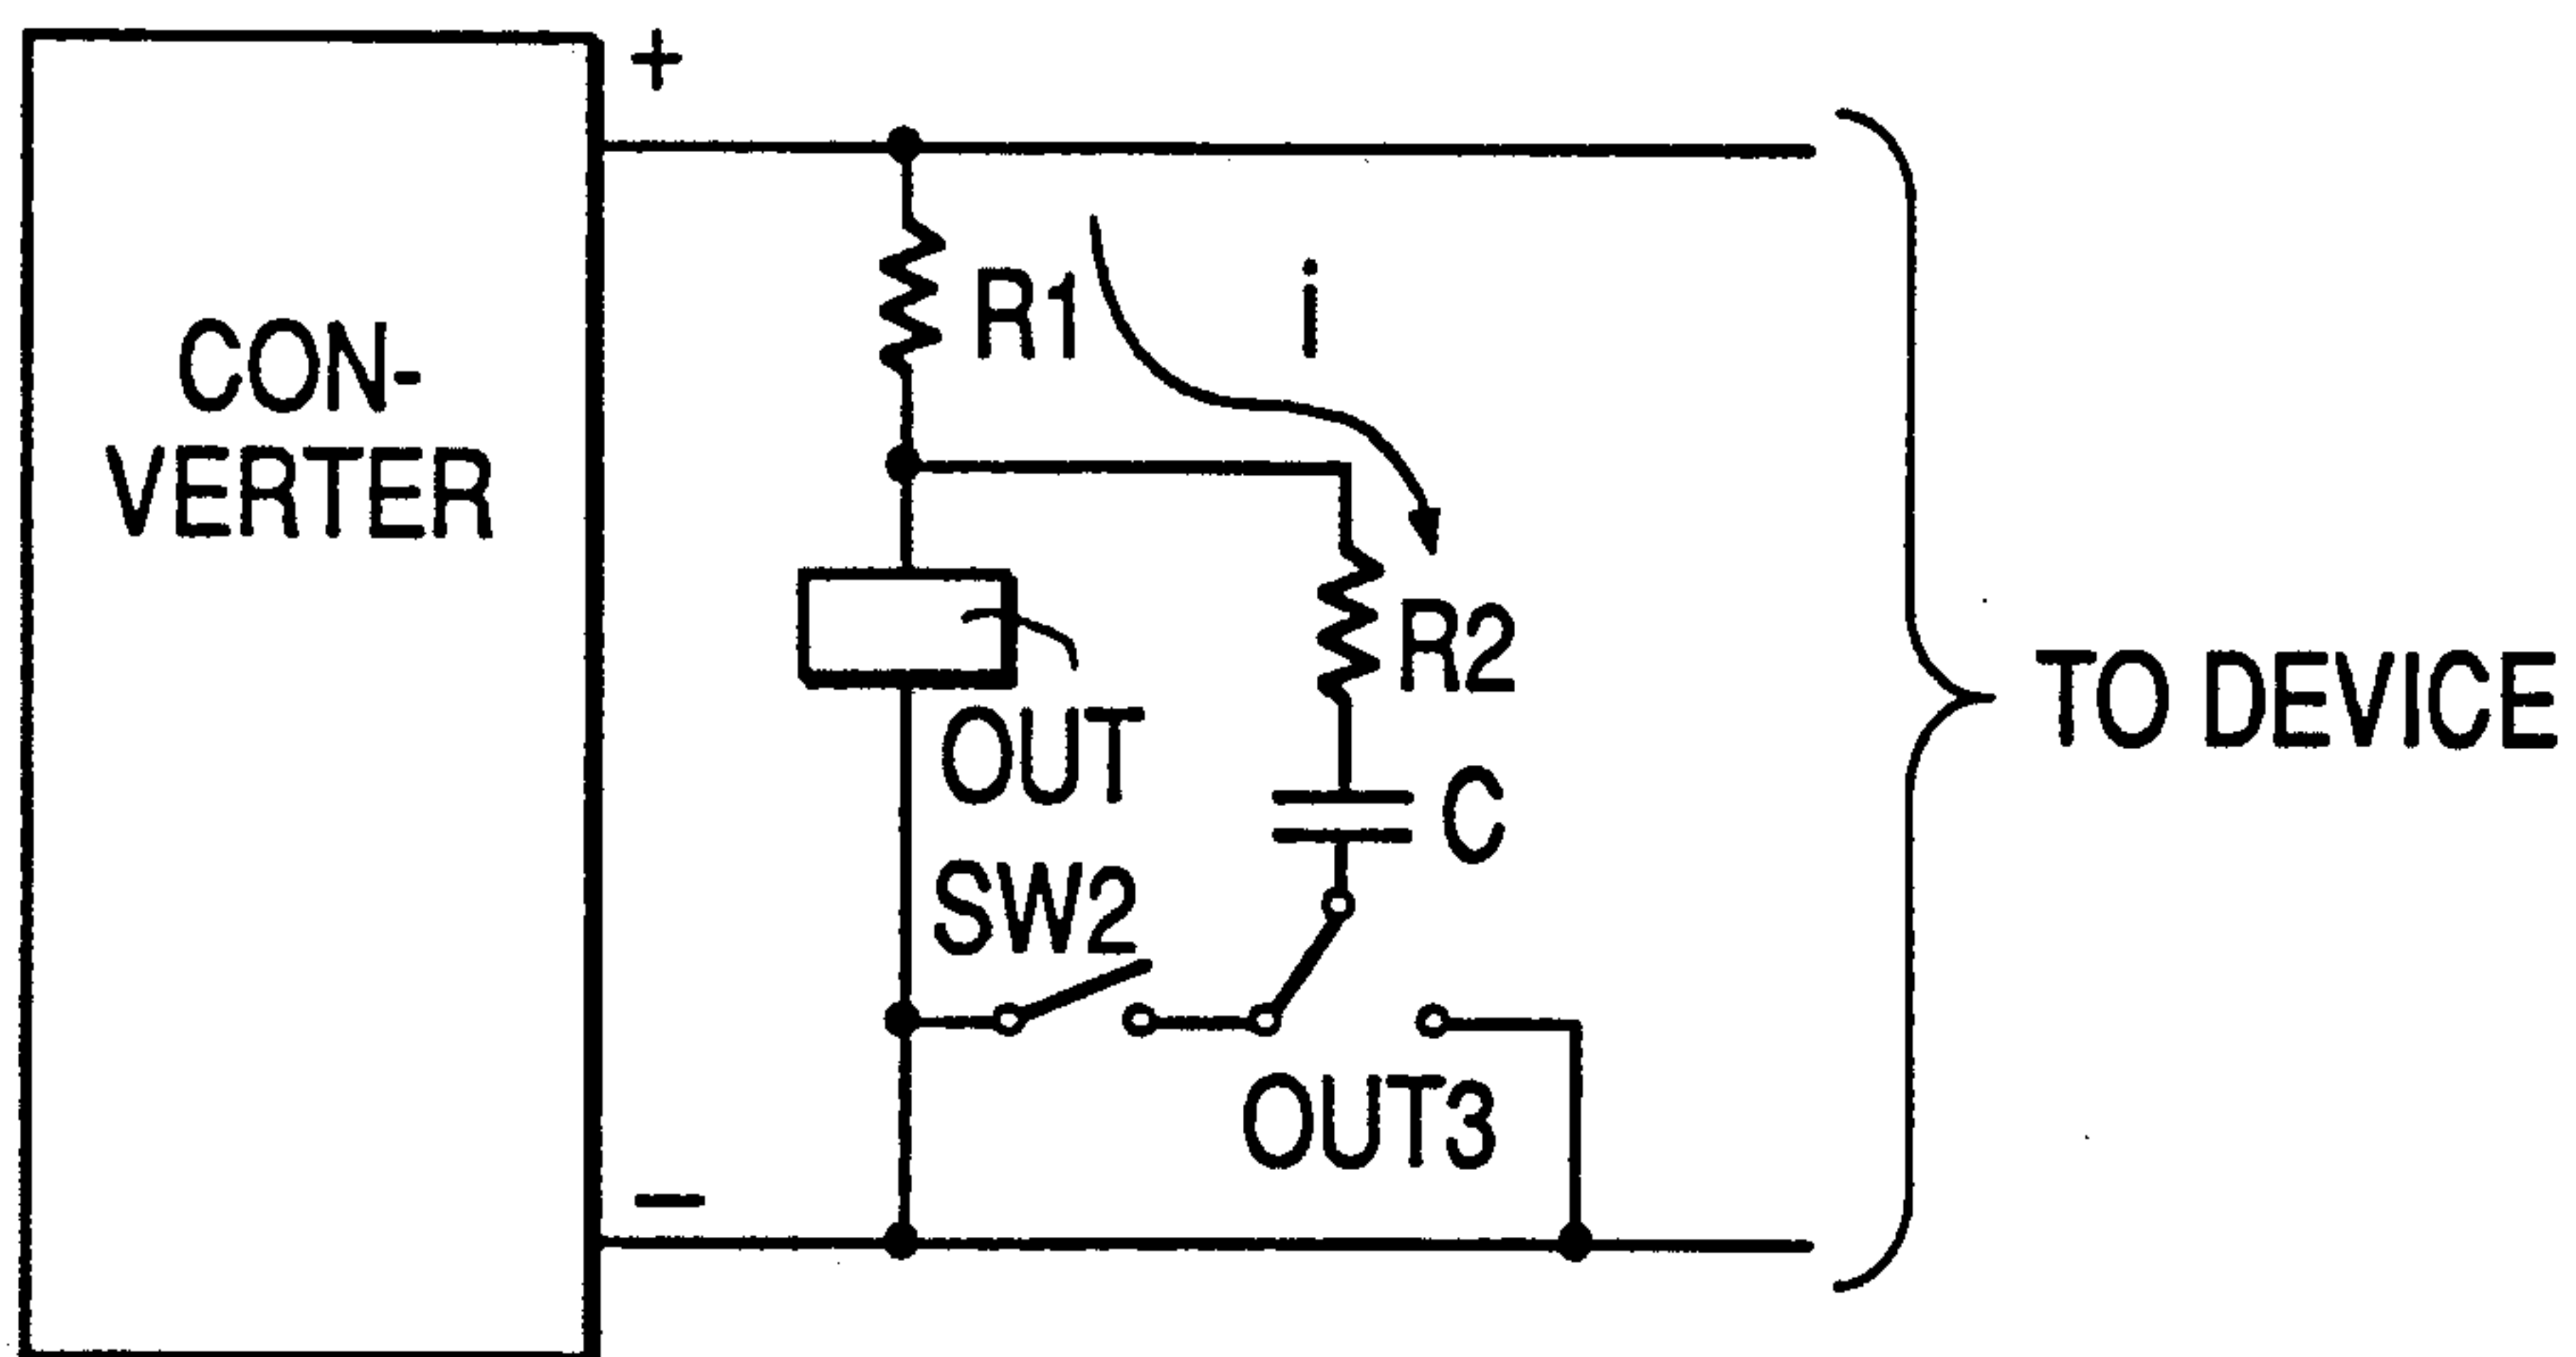 +
CON-
VERTER
R1
i
R2
TO DEVICE
OUT
C
SW2
OUT3
−